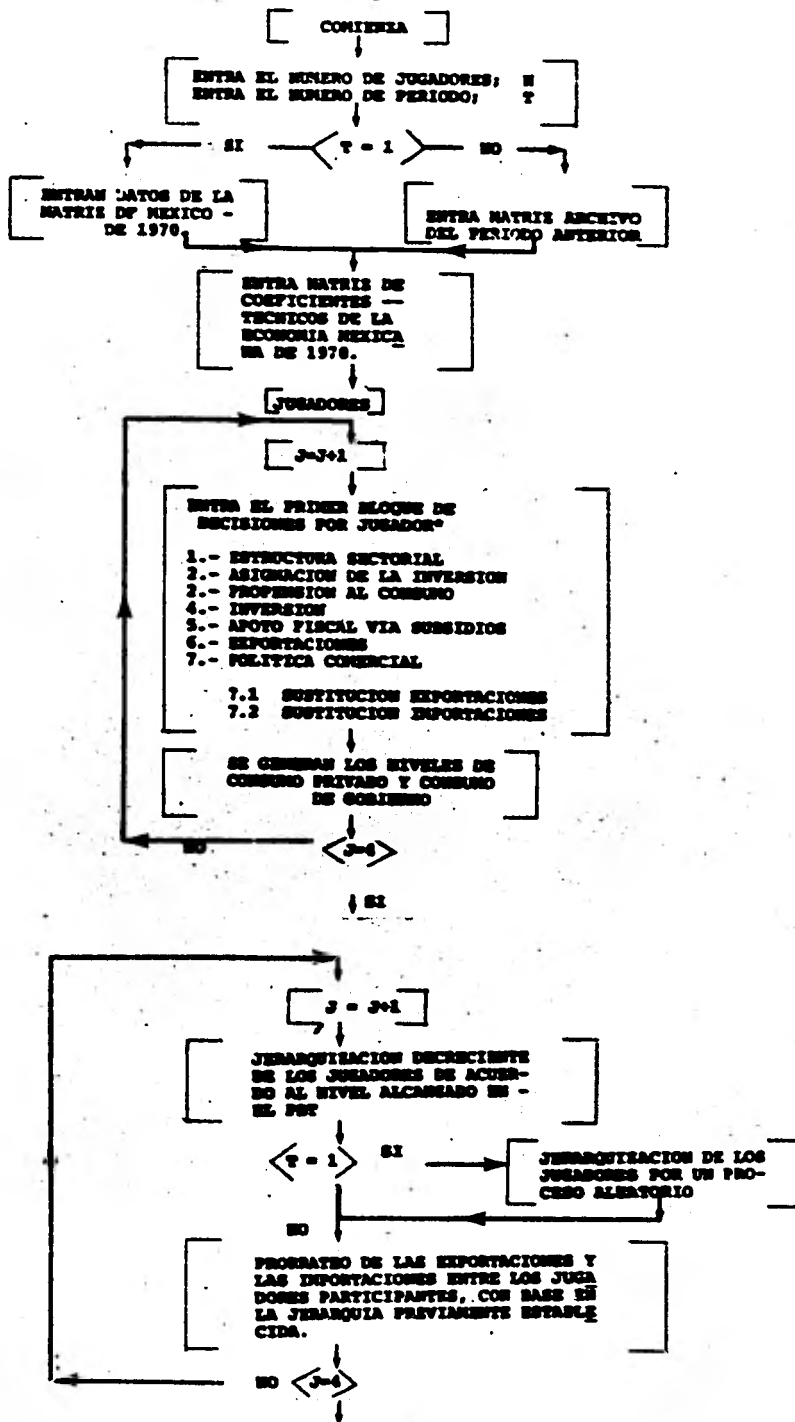 COMIENZA
ENTRA EL NUMERO DE JUGADORES; N
ENTRA EL NUMERO DE PERIODO; T
SI T = 1 NO
ENTRAN DATOS DE LA
MATRIZ DE MEXICO -
DE 1970.
ENTRA MATRIZ ARCHIVO
DEL PERIODO ANTERIOR
ENTRA MATRIZ DE
COEFICIENTES —
TECNICOS DE LA
ECONOMIA MEXICA
NA DE 1970.
JUGADORES
J=J+1
ENTRA EL PRIMER BLOQUE DE
DECISIONES POR JUGADOR*
1.- ESTRUCTURA SECTORIAL
2.- ASIGNACION DE LA INVERSION
2.- PROPENSION AL CONSUMO
4.- INVERSION
5.- APOYO FISCAL VIA SUBSIDIOS
6.- EXPORTACIONES
7.- POLITICA COMERCIAL
7.1 SUSTITUCION EXPORTACIONES
7.2 SUSTITUCION IMPORTACIONES
SE GENERAN LOS NIVELES DE
CONSUMO PRIVADO Y CONSUMO
DE GOBIERNO
NO J=4
SI
J = J+1
JERARQUIZACION DECRECIENTE
DE LOS JUGADORES DE ACUER-
DO AL NIVEL ALCANSADO EN -
EL PBT
T = 1 SI
JERARQUIZACION DE LOS
JUGADORES POR UN PRO-
CESO ALEATORIO
NO
PRORRATEO DE LAS EXPORTACIONES Y
LAS IMPORTACIONES ENTRE LOS JUGA
DORES PARTICIPANTES, CON BASE EN
LA JERARQUIA PREVIAMENTE ESTABLE
CIDA.
NO J=4